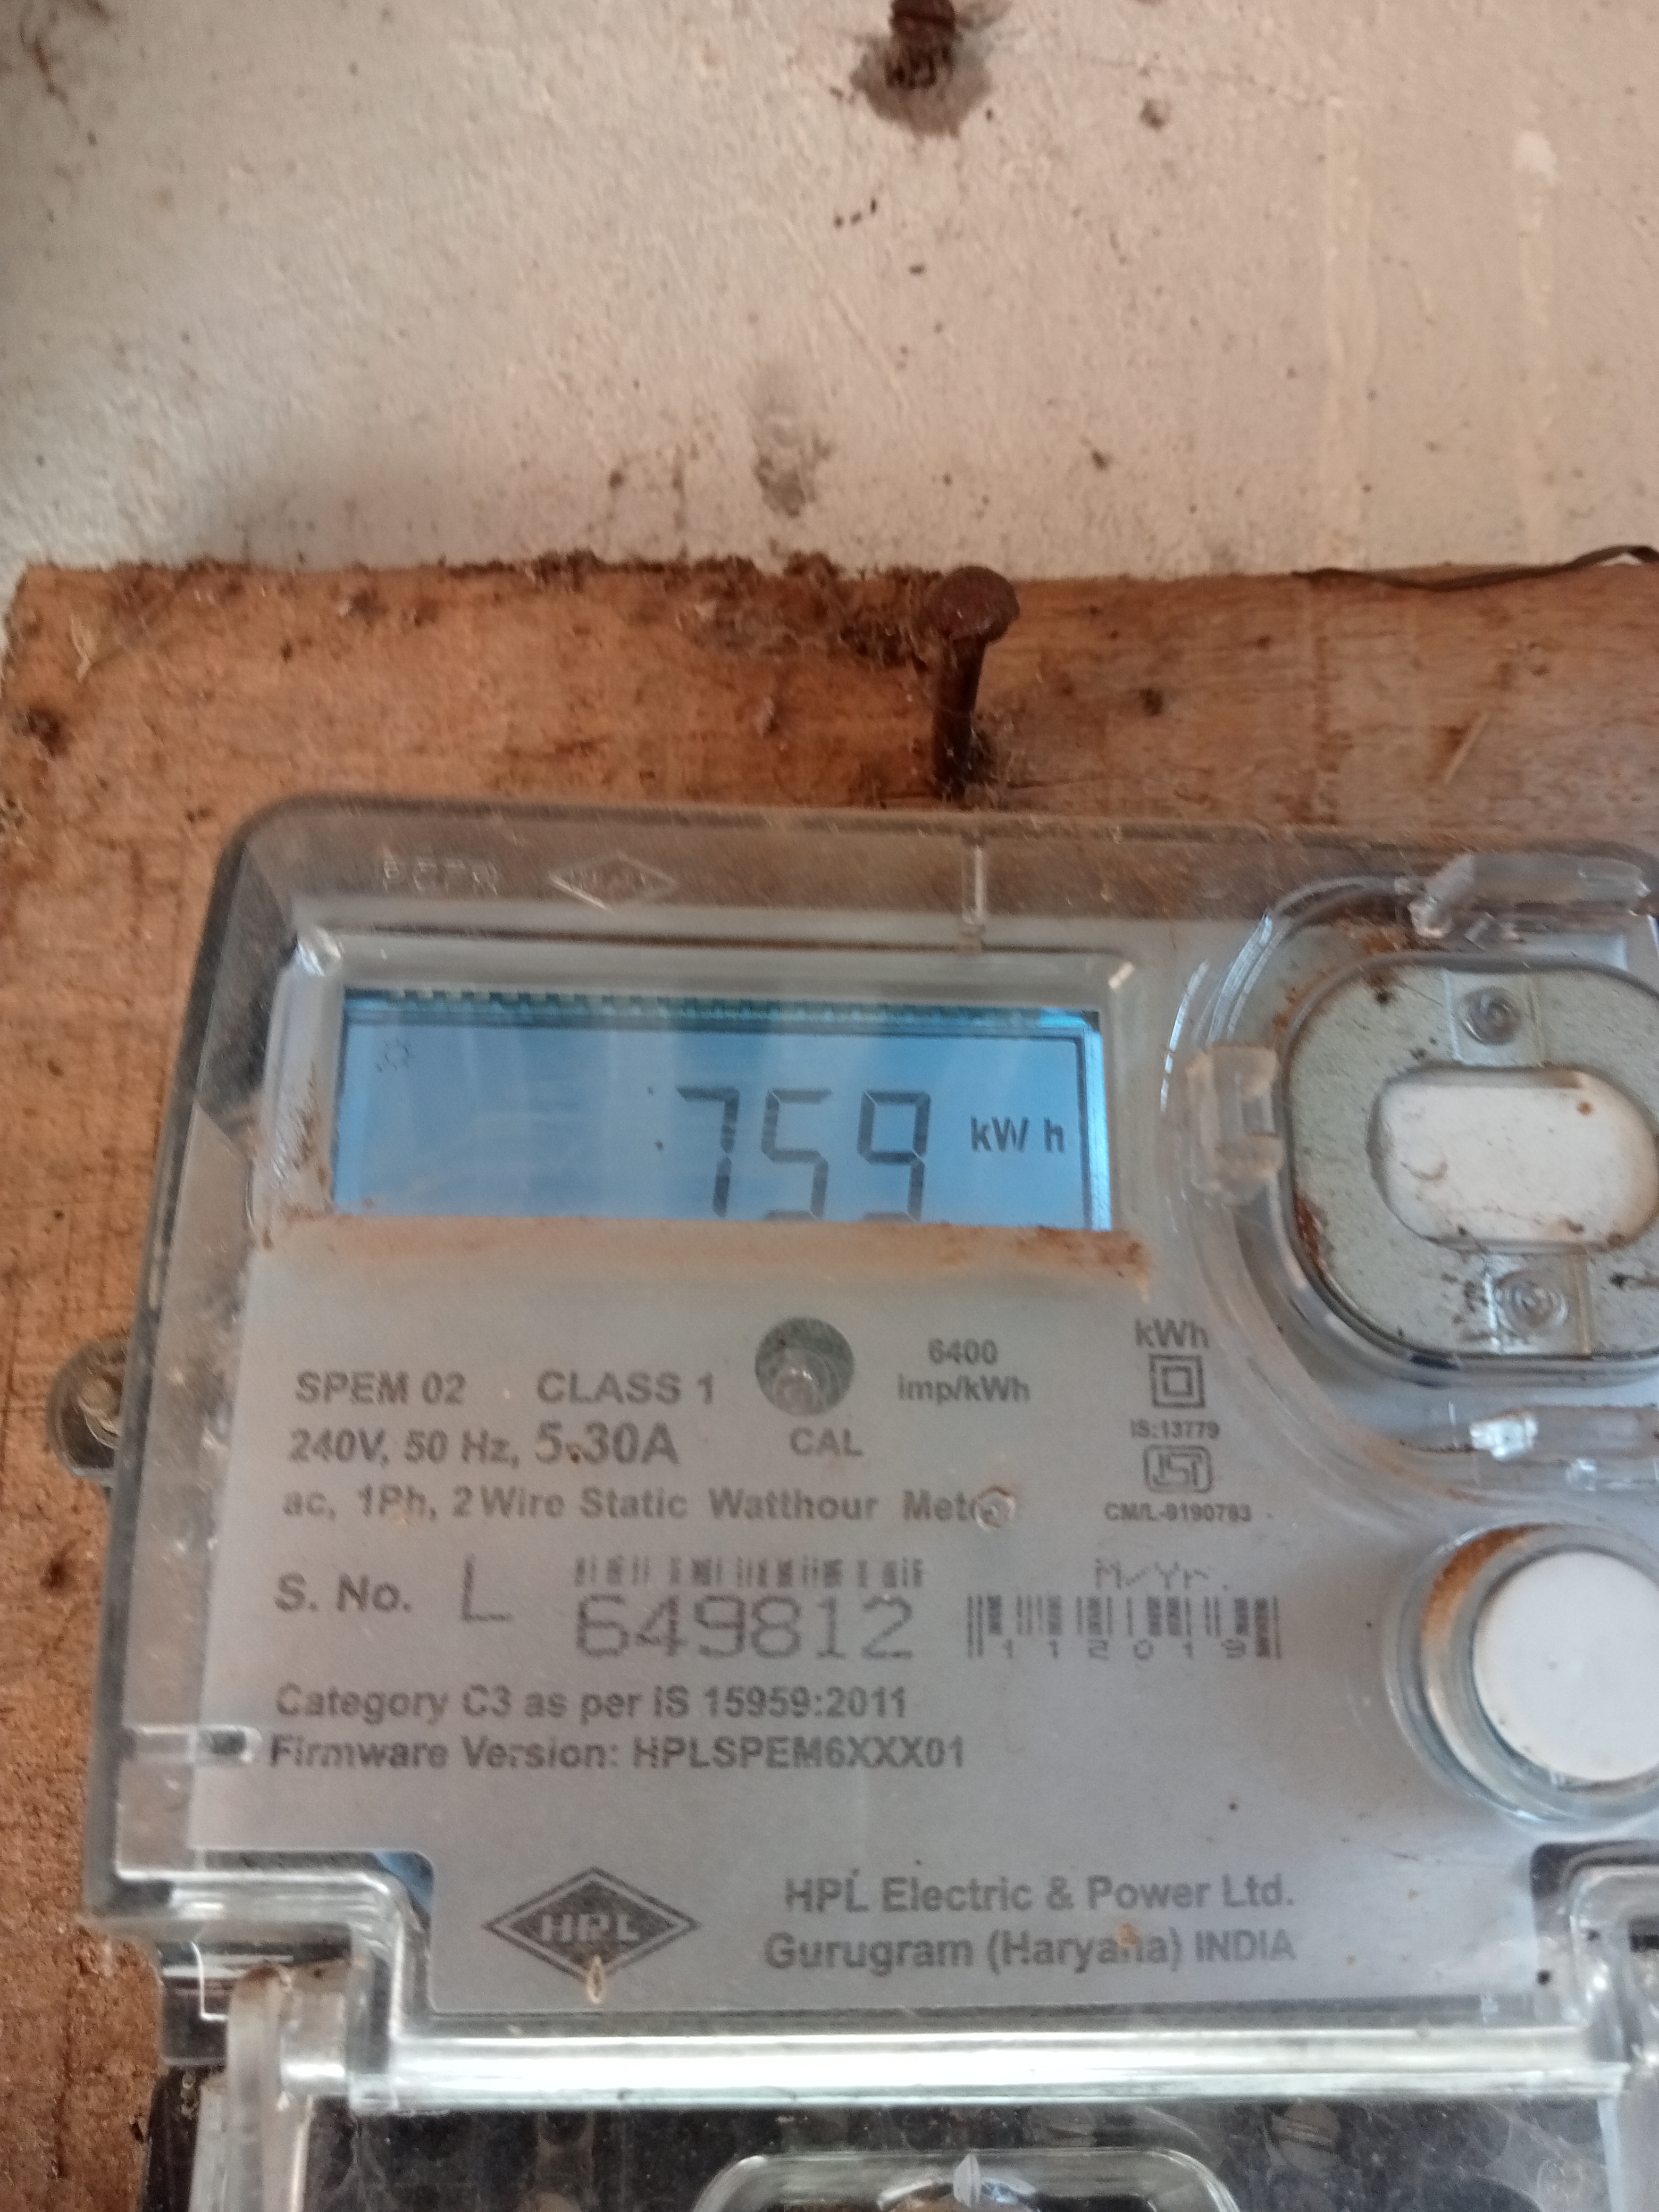 759 kW h
6400
imp/kWh
kWh
SPEM 02 CLASS 1
240V, 50 Hz, 5-30A
CAL
IS:13779
ISI
ac, 1Ph, 2 Wire Static Watthour Meter
CM/L-9190783
S. No. L 649812
M/Yr.
112019
Category C3 as per IS 15959:2011
Firmware Version: HPLSPEM6XXX01
HPL
HPL Electric & Power Ltd.
Gurugram (Haryana) INDIA